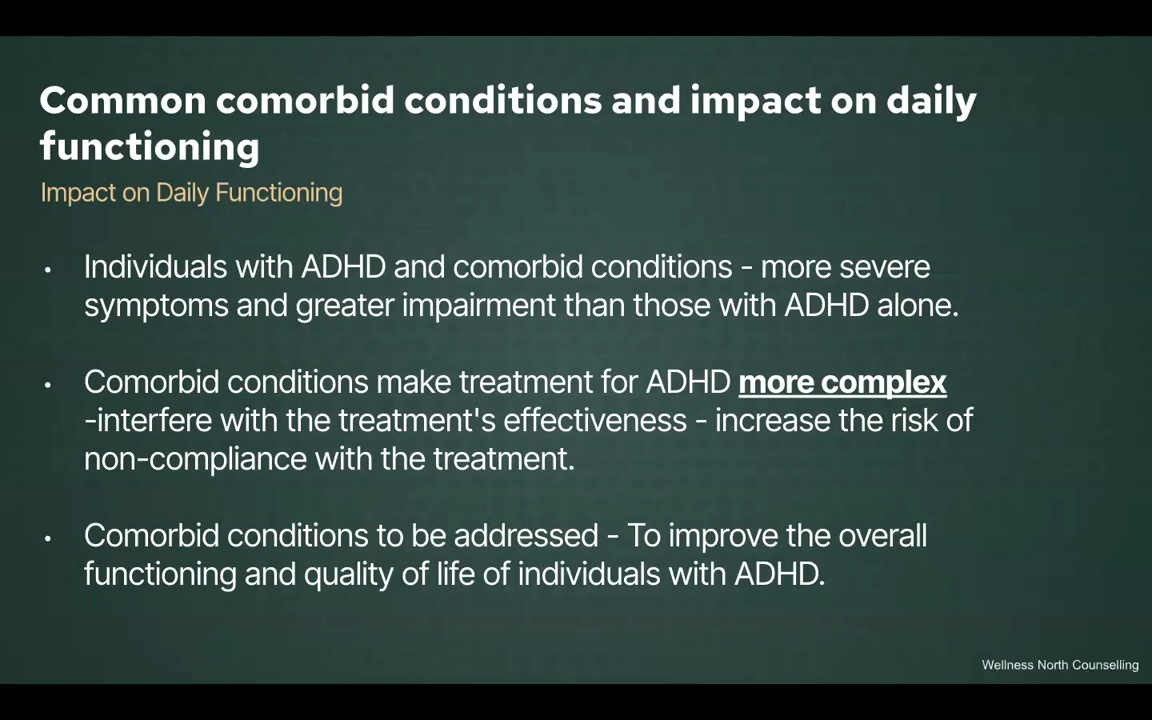 Common comorbid conditions and impact on daily
functioning
Impact on Daily Functioning
• Individuals with ADHD and comorbid conditions - more severe
symptoms and greater impairment than those with ADHD alone.
• Comorbid conditions make treatment for ADHD more complex
-interfere with the treatment's effectiveness - increase the risk of
non-compliance with the treatment.
• Comorbid conditions to be addressed - To improve the overall
functioning and quality of life of individuals with ADHD.
Wellness North Counselling